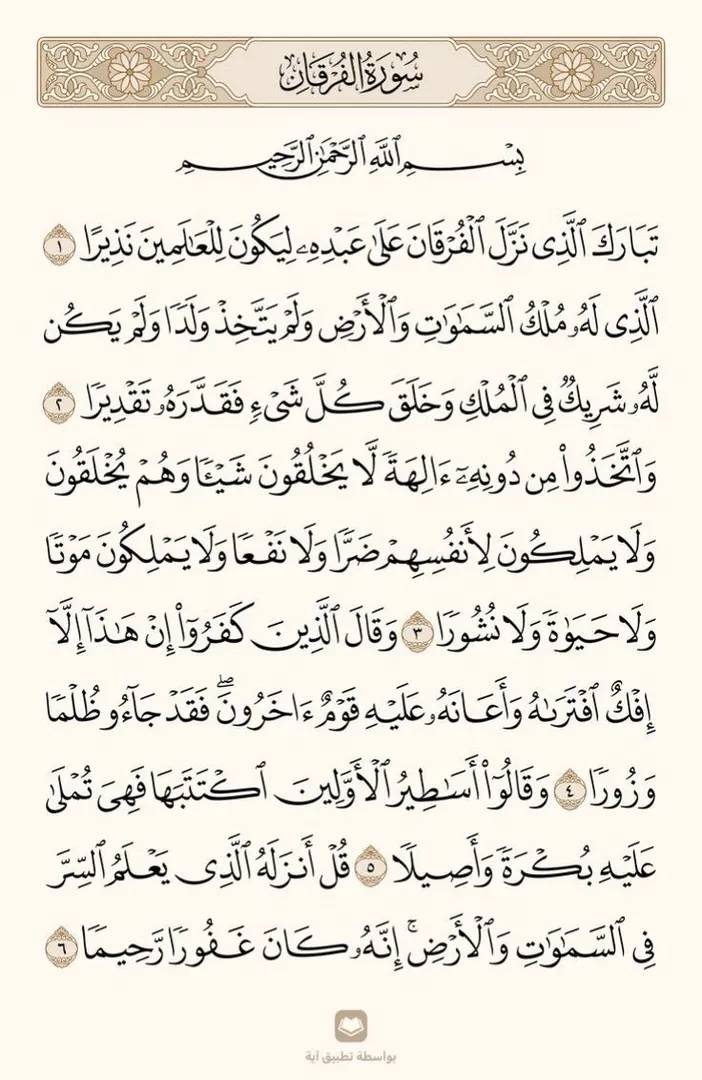 سُورَةُ الْفُرْقَانِ
بِسْمِ ٱللَّهِ ٱلرَّحْمَٰنِ ٱلرَّحِيمِ
تَبَارَكَ ٱلَّذِى نَزَّلَ ٱلْفُرْقَانَ عَلَىٰ عَبْدِهِۦ لِيَكُونَ لِلْعَٰلَمِينَ نَذِيرًا ١
ٱلَّذِى لَهُۥ مُلْكُ ٱلسَّمَٰوَٰتِ وَٱلْأَرْضِ وَلَمْ يَتَّخِذْ وَلَدًا وَلَمْ يَكُن
لَّهُۥ شَرِيكٌ فِى ٱلْمُلْكِ وَخَلَقَ كُلَّ شَىْءٍ فَقَدَّرَهُۥ تَقْدِيرًا ٢
وَٱتَّخَذُوا۟ مِن دُونِهِۦٓ ءَالِهَةً لَّا يَخْلُقُونَ شَيْـًٔا وَهُمْ يُخْلَقُونَ
وَلَا يَمْلِكُونَ لِأَنفُسِهِمْ ضَرًّا وَلَا نَفْعًا وَلَا يَمْلِكُونَ مَوْتًا
وَلَا حَيَوٰةً وَلَا نُشُورًا ٣ وَقَالَ ٱلَّذِينَ كَفَرُوٓا۟ إِنْ هَٰذَآ إِلَّآ
إِفْكٌ ٱفْتَرَىٰهُ وَأَعَانَهُۥ عَلَيْهِ قَوْمٌ ءَاخَرُونَ ۖ فَقَدْ جَآءُو ظُلْمًا
وَزُورًا ٤ وَقَالُوٓا۟ أَسَٰطِيرُ ٱلْأَوَّلِينَ ٱكْتَتَبَهَا فَهِىَ تُمْلَىٰ
عَلَيْهِ بُكْرَةً وَأَصِيلًا ٥ قُلْ أَنزَلَهُ ٱلَّذِى يَعْلَمُ ٱلسِّرَّ
فِى ٱلسَّمَٰوَٰتِ وَٱلْأَرْضِ ۚ إِنَّهُۥ كَانَ غَفُورًا رَّحِيمًا ٦
بواسطة تطبيق آية